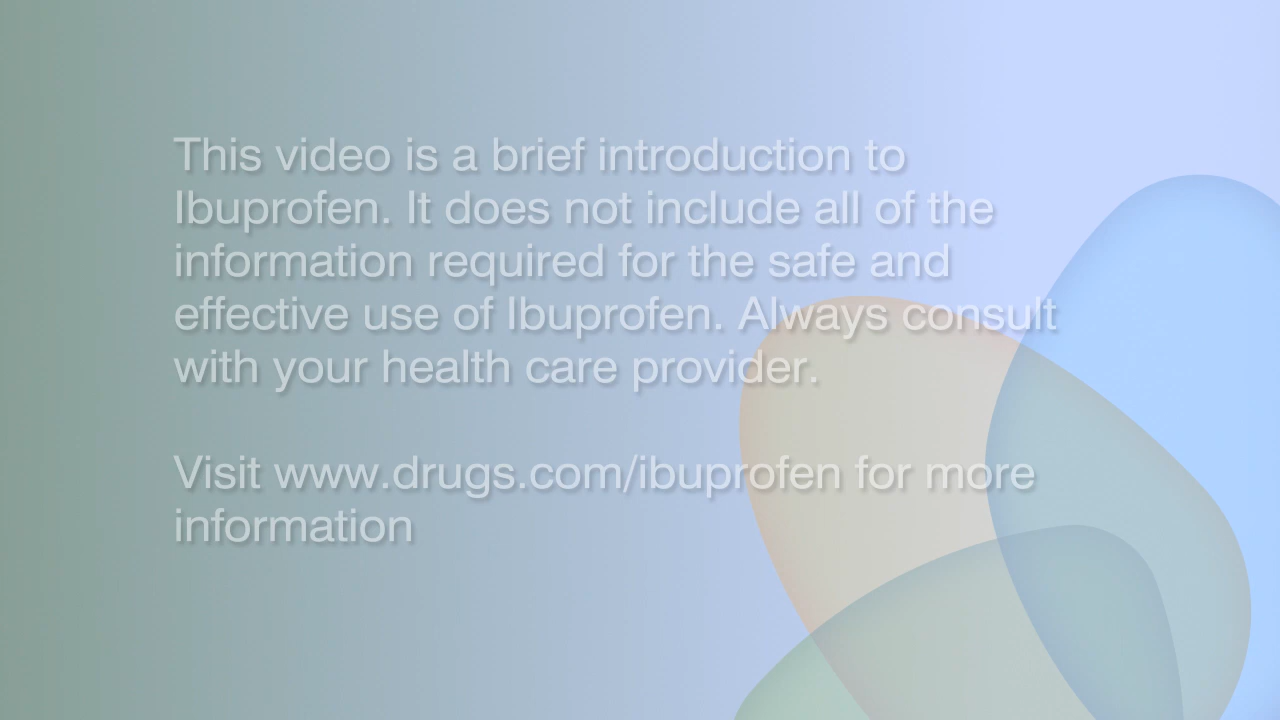 This video is a brief introduction to
Ibuprofen. It does not include all of the
information required for the safe and
effective use of Ibuprofen. Always consult
with your health care provider.
Visit www.drugs.com/ibuprofen for more
information